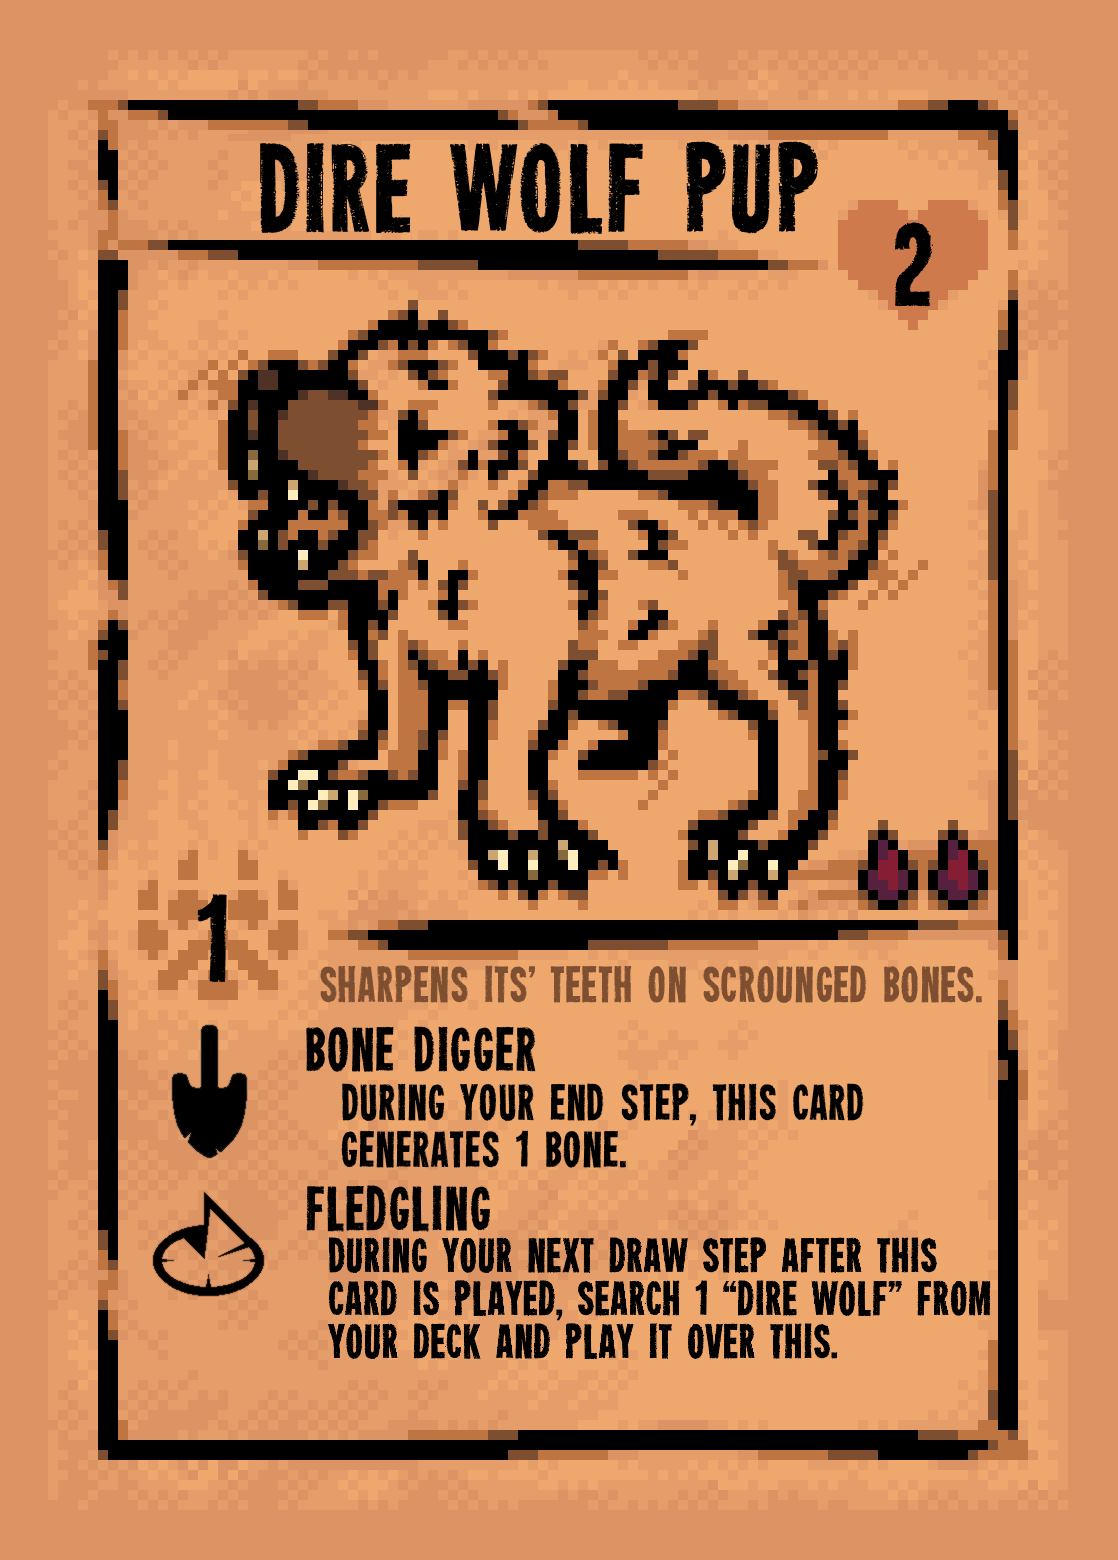 DIRE WOLF PUP
2
1
SHARPENS ITS’ TEETH ON SCROUNGED BONES.
BONE DIGGER
DURING YOUR END STEP, THIS CARD
GENERATES 1 BONE.
FLEDGLING
DURING YOUR NEXT DRAW STEP AFTER THIS
CARD IS PLAYED, SEARCH 1 “DIRE WOLF” FROM
YOUR DECK AND PLAY IT OVER THIS.